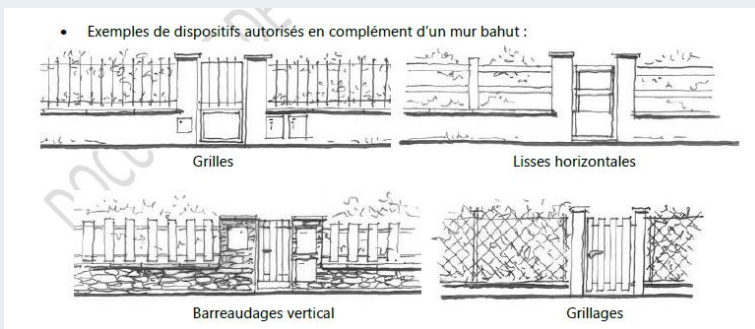 • Exemples de dispositifs autorisés en complément d'un mur bahut :
Grilles
Lisses horizontales
Barreaudages vertical
Grillages